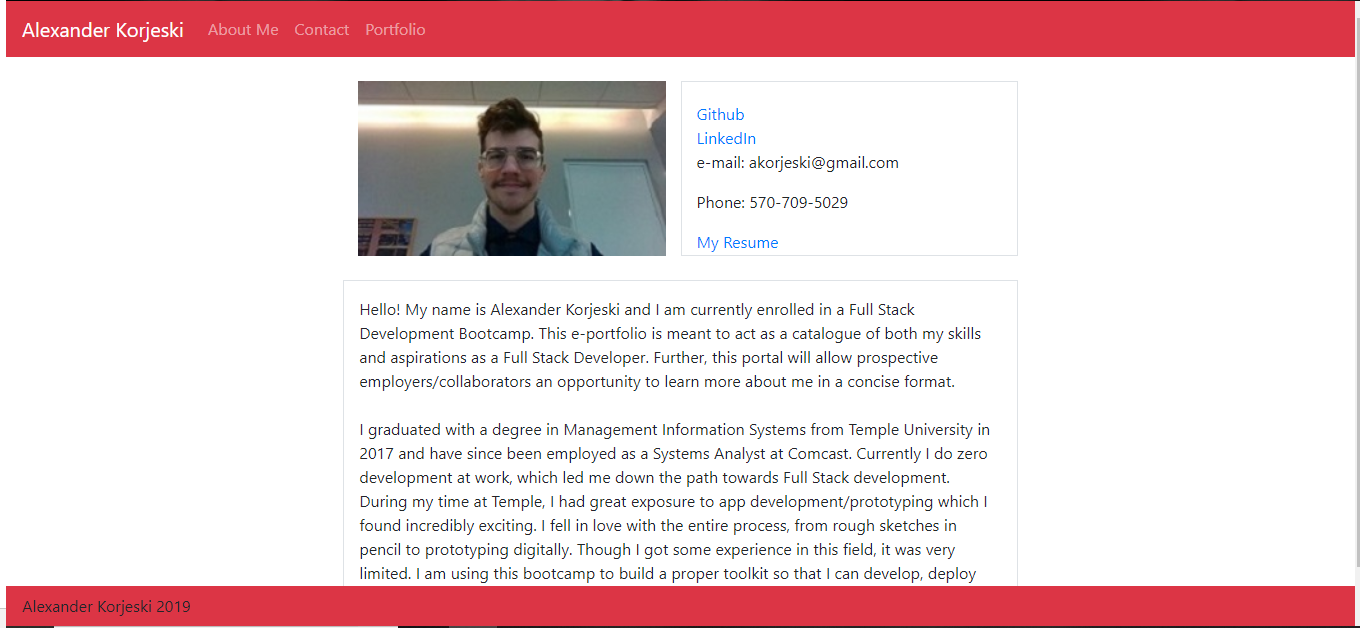 Alexander Korjeski About Me Contact Portfolio
Github
LinkedIn
e-mail: akorjeski@gmail.com
Phone: 570-709-5029
My Resume
Hello! My name is Alexander Korjeski and I am currently enrolled in a Full Stack
Development Bootcamp. This e-portfolio is meant to act as a catalogue of both my skills
and aspirations as a Full Stack Developer. Further, this portal will allow prospective
employers/collaborators an opportunity to learn more about me in a concise format.
I graduated with a degree in Management Information Systems from Temple University in
2017 and have since been employed as a Systems Analyst at Comcast. Currently I do zero
development at work, which led me down the path towards Full Stack development.
During my time at Temple, I had great exposure to app development/prototyping which I
found incredibly exciting. I fell in love with the entire process, from rough sketches in
pencil to prototyping digitally. Though I got some experience in this field, it was very
limited. I am using this bootcamp to build a proper toolkit so that I can develop, deploy
Alexander Korjeski 2019